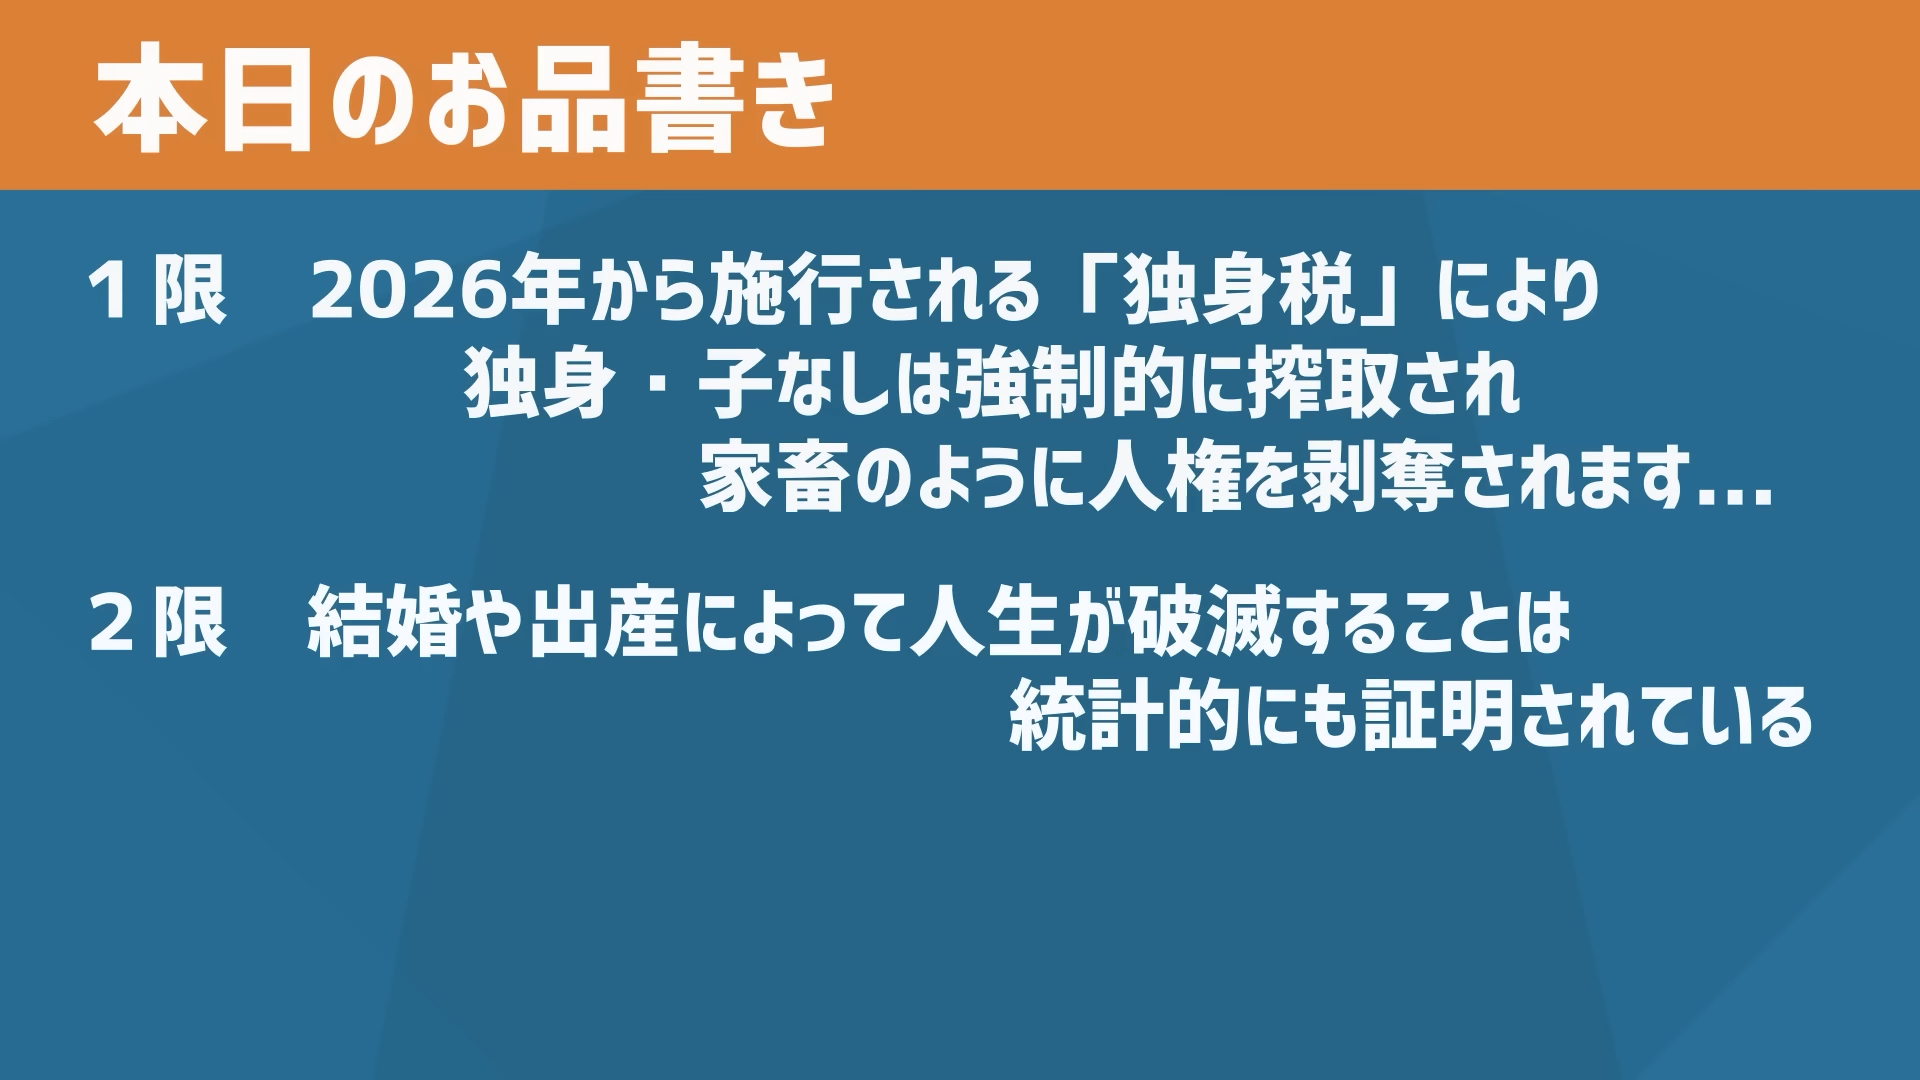 本日のお品書き
1限 2026年から施行される「独身税」により
独身・子なしは強制的に搾取され
家畜のように人権を剥奪されます...
2限 結婚や出産によって人生が破滅することは
統計的にも証明されている